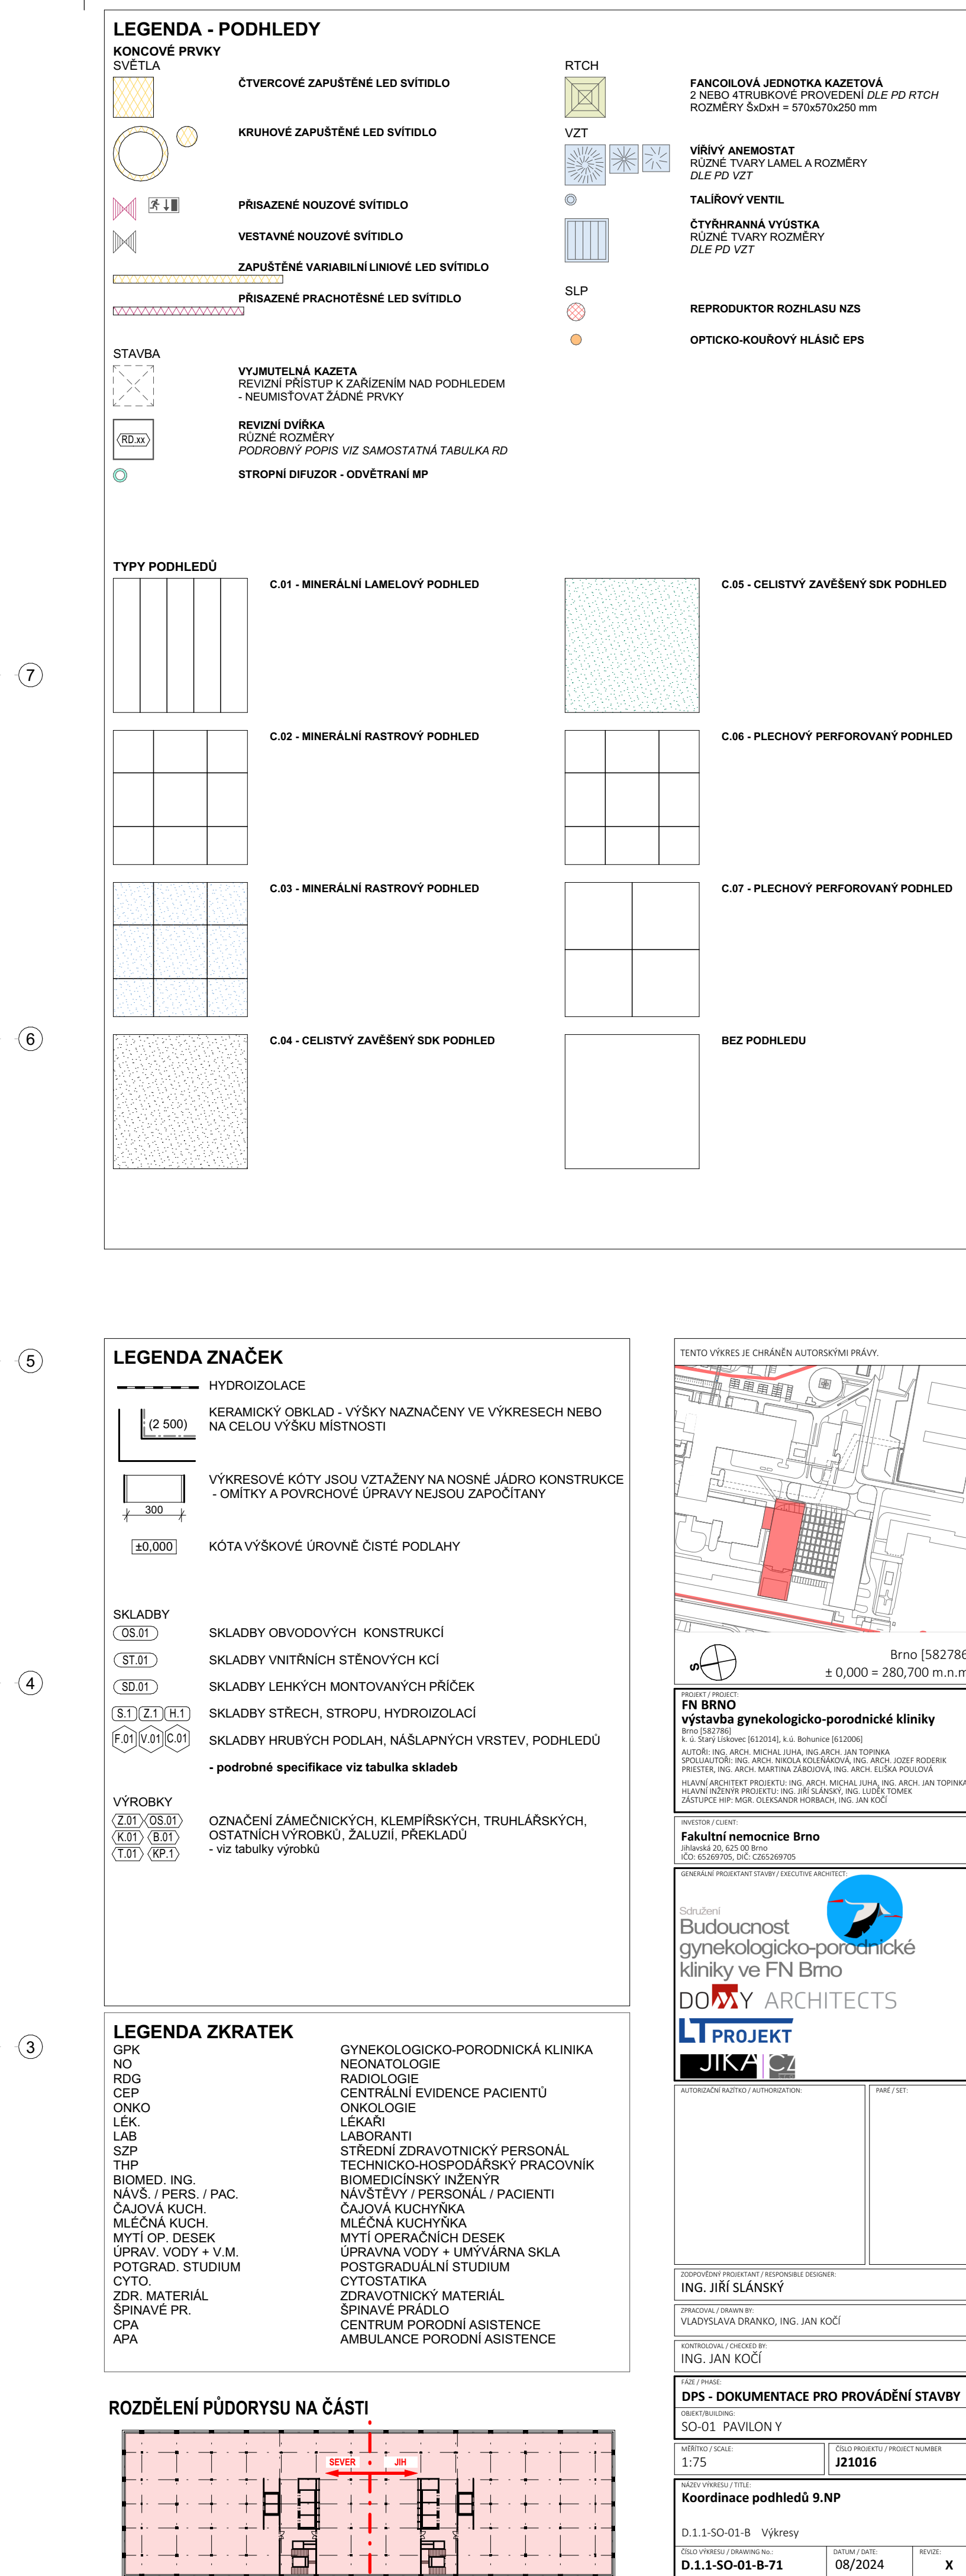 LEGENDA - PODHLEDY
KONCOVÉ PRVKY
SVĚTLA
ČTVERCOVÉ ZAPUŠTĚNÉ LED SVÍTIDLO
KRUHOVÉ ZAPUŠTĚNÉ LED SVÍTIDLO
PŘISAZENÉ NOUZOVÉ SVÍTIDLO
VESTAVNÉ NOUZOVÉ SVÍTIDLO
ZAPUŠTĚNÉ VARIABILNÍ LINIOVÉ LED SVÍTIDLO
PŘISAZENÉ PRACHOTĚSNÉ LED SVÍTIDLO
STAVBA
VYJMUTELNÁ KAZETA
REVIZNÍ PŘÍSTUP K ZAŘÍZENÍM NAD PODHLEDEM
- NEUMISŤOVAT ŽÁDNÉ PRVKY
RD.xx
REVIZNÍ DVÍŘKA
RŮZNÉ ROZMĚRY
PODROBNÝ POPIS VIZ SAMOSTATNÁ TABULKA RD
STROPNÍ DIFUZOR - ODVĚTRANÍ MP
RTCH
FANCOILOVÁ JEDNOTKA KAZETOVÁ
2 NEBO 4TRUBKOVÉ PROVEDENÍ DLE PD RTCH
ROZMĚRY ŠxDxH = 570x570x250 mm
VZT
VÍŘÍVÝ ANEMOSTAT
RŮZNÉ TVARY LAMEL A ROZMĚRY
DLE PD VZT
TALÍŘOVÝ VENTIL
ČTYŘHRANNÁ VYÚSTKA
RŮZNÉ TVARY ROZMĚRY
DLE PD VZT
SLP
REPRODUKTOR ROZHLASU NZS
OPTICKO-KOUŘOVÝ HLÁSIČ EPS
TYPY PODHLEDŮ
C.01 - MINERÁLNÍ LAMELOVÝ PODHLED
C.05 - CELISTVÝ ZAVĚŠENÝ SDK PODHLED
7
C.02 - MINERÁLNÍ RASTROVÝ PODHLED
C.06 - PLECHOVÝ PERFOROVANÝ PODHLED
C.03 - MINERÁLNÍ RASTROVÝ PODHLED
C.07 - PLECHOVÝ PERFOROVANÝ PODHLED
6
C.04 - CELISTVÝ ZAVĚŠENÝ SDK PODHLED
BEZ PODHLEDU
5
LEGENDA ZNAČEK
HYDROIZOLACE
(2 500)
KERAMICKÝ OBKLAD - VÝŠKY NAZNAČENY VE VÝKRESECH NEBO
NA CELOU VÝŠKU MÍSTNOSTI
300
VÝKRESOVÉ KÓTY JSOU VZTAŽENY NA NOSNÉ JÁDRO KONSTRUKCE
- OMÍTKY A POVRCHOVÉ ÚPRAVY NEJSOU ZAPOČÍTANY
±0,000
KÓTA VÝŠKOVÉ ÚROVNĚ ČISTÉ PODLAHY
SKLADBY
OS.01 SKLADBY OBVODOVÝCH KONSTRUKCÍ
ST.01 SKLADBY VNITŘNÍCH STĚNOVÝCH KCÍ
4
SD.01 SKLADBY LEHKÝCH MONTOVANÝCH PŘÍČEK
S.1 Z.1 H.1 SKLADBY STŘECH, STROPU, HYDROIZOLACÍ
F.01 V.01 C.01 SKLADBY HRUBÝCH PODLAH, NÁŠLAPNÝCH VRSTEV, PODHLEDŮ
- podrobné specifikace viz tabulka skladeb
VÝROBKY
Z.01 OS.01 OZNAČENÍ ZÁMEČNICKÝCH, KLEMPÍŘSKÝCH, TRUHLÁŘSKÝCH,
K.01 B.01 OSTATNÍCH VÝROBKŮ, ŽALUZIÍ, PŘEKLADŮ
T.01 KP.1 - viz tabulky výrobků
3
LEGENDA ZKRATEK
GPK GYNEKOLOGICKO-PORODNICKÁ KLINIKA
NO NEONATOLOGIE
RDG RADIOLOGIE
CEP CENTRÁLNÍ EVIDENCE PACIENTŮ
ONKO ONKOLOGIE
LÉK. LÉKAŘI
LAB LABORANTI
SZP STŘEDNÍ ZDRAVOTNICKÝ PERSONÁL
THP TECHNICKO-HOSPODÁŘSKÝ PRACOVNÍK
BIOMED. ING. BIOMEDICÍNSKÝ INŽENÝR
NÁVŠ. / PERS. / PAC. NÁVŠTĚVY / PERSONÁL / PACIENTI
ČAJOVÁ KUCH. ČAJOVÁ KUCHYŇKA
MLÉČNÁ KUCH. MLÉČNÁ KUCHYŇKA
MYTÍ OP. DESEK MYTÍ OPERAČNÍCH DESEK
ÚPRAV. VODY + V.M. ÚPRAVNA VODY + UMÝVÁRNA SKLA
POTGRAD. STUDIUM POSTGRADUÁLNÍ STUDIUM
CYTO. CYTOSTATIKA
ZDR. MATERIÁL ZDRAVOTNICKÝ MATERIÁL
ŠPINAVÉ PR. ŠPINAVÉ PRÁDLO
CPA CENTRUM PORODNÍ ASISTENCE
APA AMBULANCE PORODNÍ ASISTENCE
ROZDĚLENÍ PŮDORYSU NA ČÁSTI
SEVER JIH
TENTO VÝKRES JE CHRÁNĚN AUTORSKÝMI PRÁVY.
S
Brno [582786
± 0,000 = 280,700 m.n.m
PROJEKT / PROJECT:
FN BRNO
výstavba gynekologicko-porodnické kliniky
Brno [582786]
k. ú. Starý Lískovec [612014], k.ú. Bohunice [612006]
AUTOŘI: ING. ARCH. MICHAL JUHA, ING.ARCH. JAN TOPINKA
SPOLUAUTOŘI: ING. ARCH. NIKOLA KOLEŇÁKOVÁ, ING. ARCH. JOZEF RODERIK
PRIESTER, ING. ARCH. MARTINA ZÁBOJOVÁ, ING. ARCH. ELIŠKA POULOVÁ
HLAVNÍ ARCHITEKT PROJEKTU: ING. ARCH. MICHAL JUHA, ING. ARCH. JAN TOPINKA
HLAVNÍ INŽENÝR PROJEKTU: ING. JIŘÍ SLÁNSKÝ, ING. LUDĚK TOMEK
ZÁSTUPCE HIP: MGR. OLEKSANDR HORBACH, ING. JAN KOČÍ
INVESTOR / CLIENT:
Fakultní nemocnice Brno
Jihlavská 20, 625 00 Brno
IČO: 65269705, DIČ: CZ65269705
GENERÁLNÍ PROJEKTANT STAVBY / EXECUTIVE ARCHITECT:
Sdružení
Budoucnost
gynekologicko-porodnické
kliniky ve FN Brno
DOMY ARCHITECTS
LT PROJEKT
JIKA CZ
AUTORIZAČNÍ RAZÍTKO / AUTHORIZATION:
PARÉ / SET:
ZODPOVĚDNÝ PROJEKTANT / RESPONSIBLE DESIGNER:
ING. JIŘÍ SLÁNSKÝ
ZPRACOVAL / DRAWN BY:
VLADYSLAVA DRANKO, ING. JAN KOČÍ
KONTROLOVAL / CHECKED BY:
ING. JAN KOČÍ
FÁZE / PHASE:
DPS - DOKUMENTACE PRO PROVÁDĚNÍ STAVBY
OBJEKT/BUILDING:
SO-01 PAVILON Y
MĚŘÍTKO / SCALE:
1:75
ČÍSLO PROJEKTU / PROJECT NUMBER
J21016
NÁZEV VÝKRESU / TITLE:
Koordinace podhledů 9.NP
D.1.1-SO-01-B Výkresy
ČÍSLO VÝKRESU / DRAWING No.:
D.1.1-SO-01-B-71
DATUM / DATE:
08/2024
REVIZE:
X